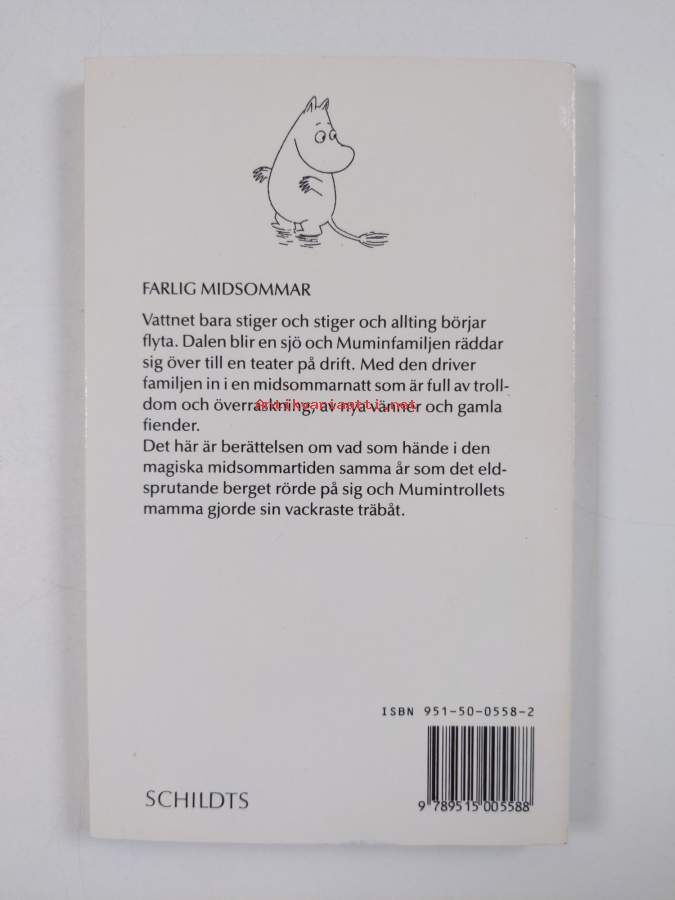 FARLIG MIDSOMMAR
Vattnet bara stiger och stiger och allting börjar
flyta. Dalen blir en sjö och Muminfamiljen räddar
sig över till en teater på drift. Med den driver
familjen in i en midsommarnatt som är full av troll-
dom och överraskning, av nya vänner och gamla
Antikvariaatti.net
fiender.
Det här är berättelsen om vad som hände i den
magiska midsommartiden samma år som det eld-
sprutande berget rörde på sig och Mumintrollets
mamma gjorde sin vackraste träbåt.
ISBN 951-50-0558-2
9 789515 005588
SCHILDTS